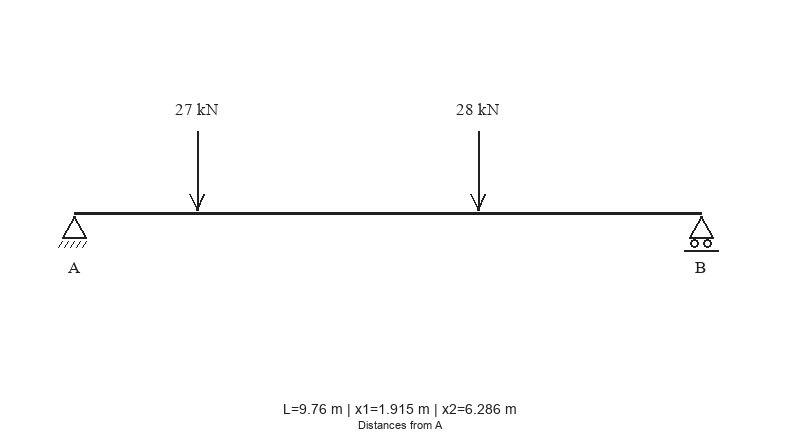 27 kN 28 kN
A B
L=9.76 m | x1=1.915 m | x2=6.286 m
Distances from A